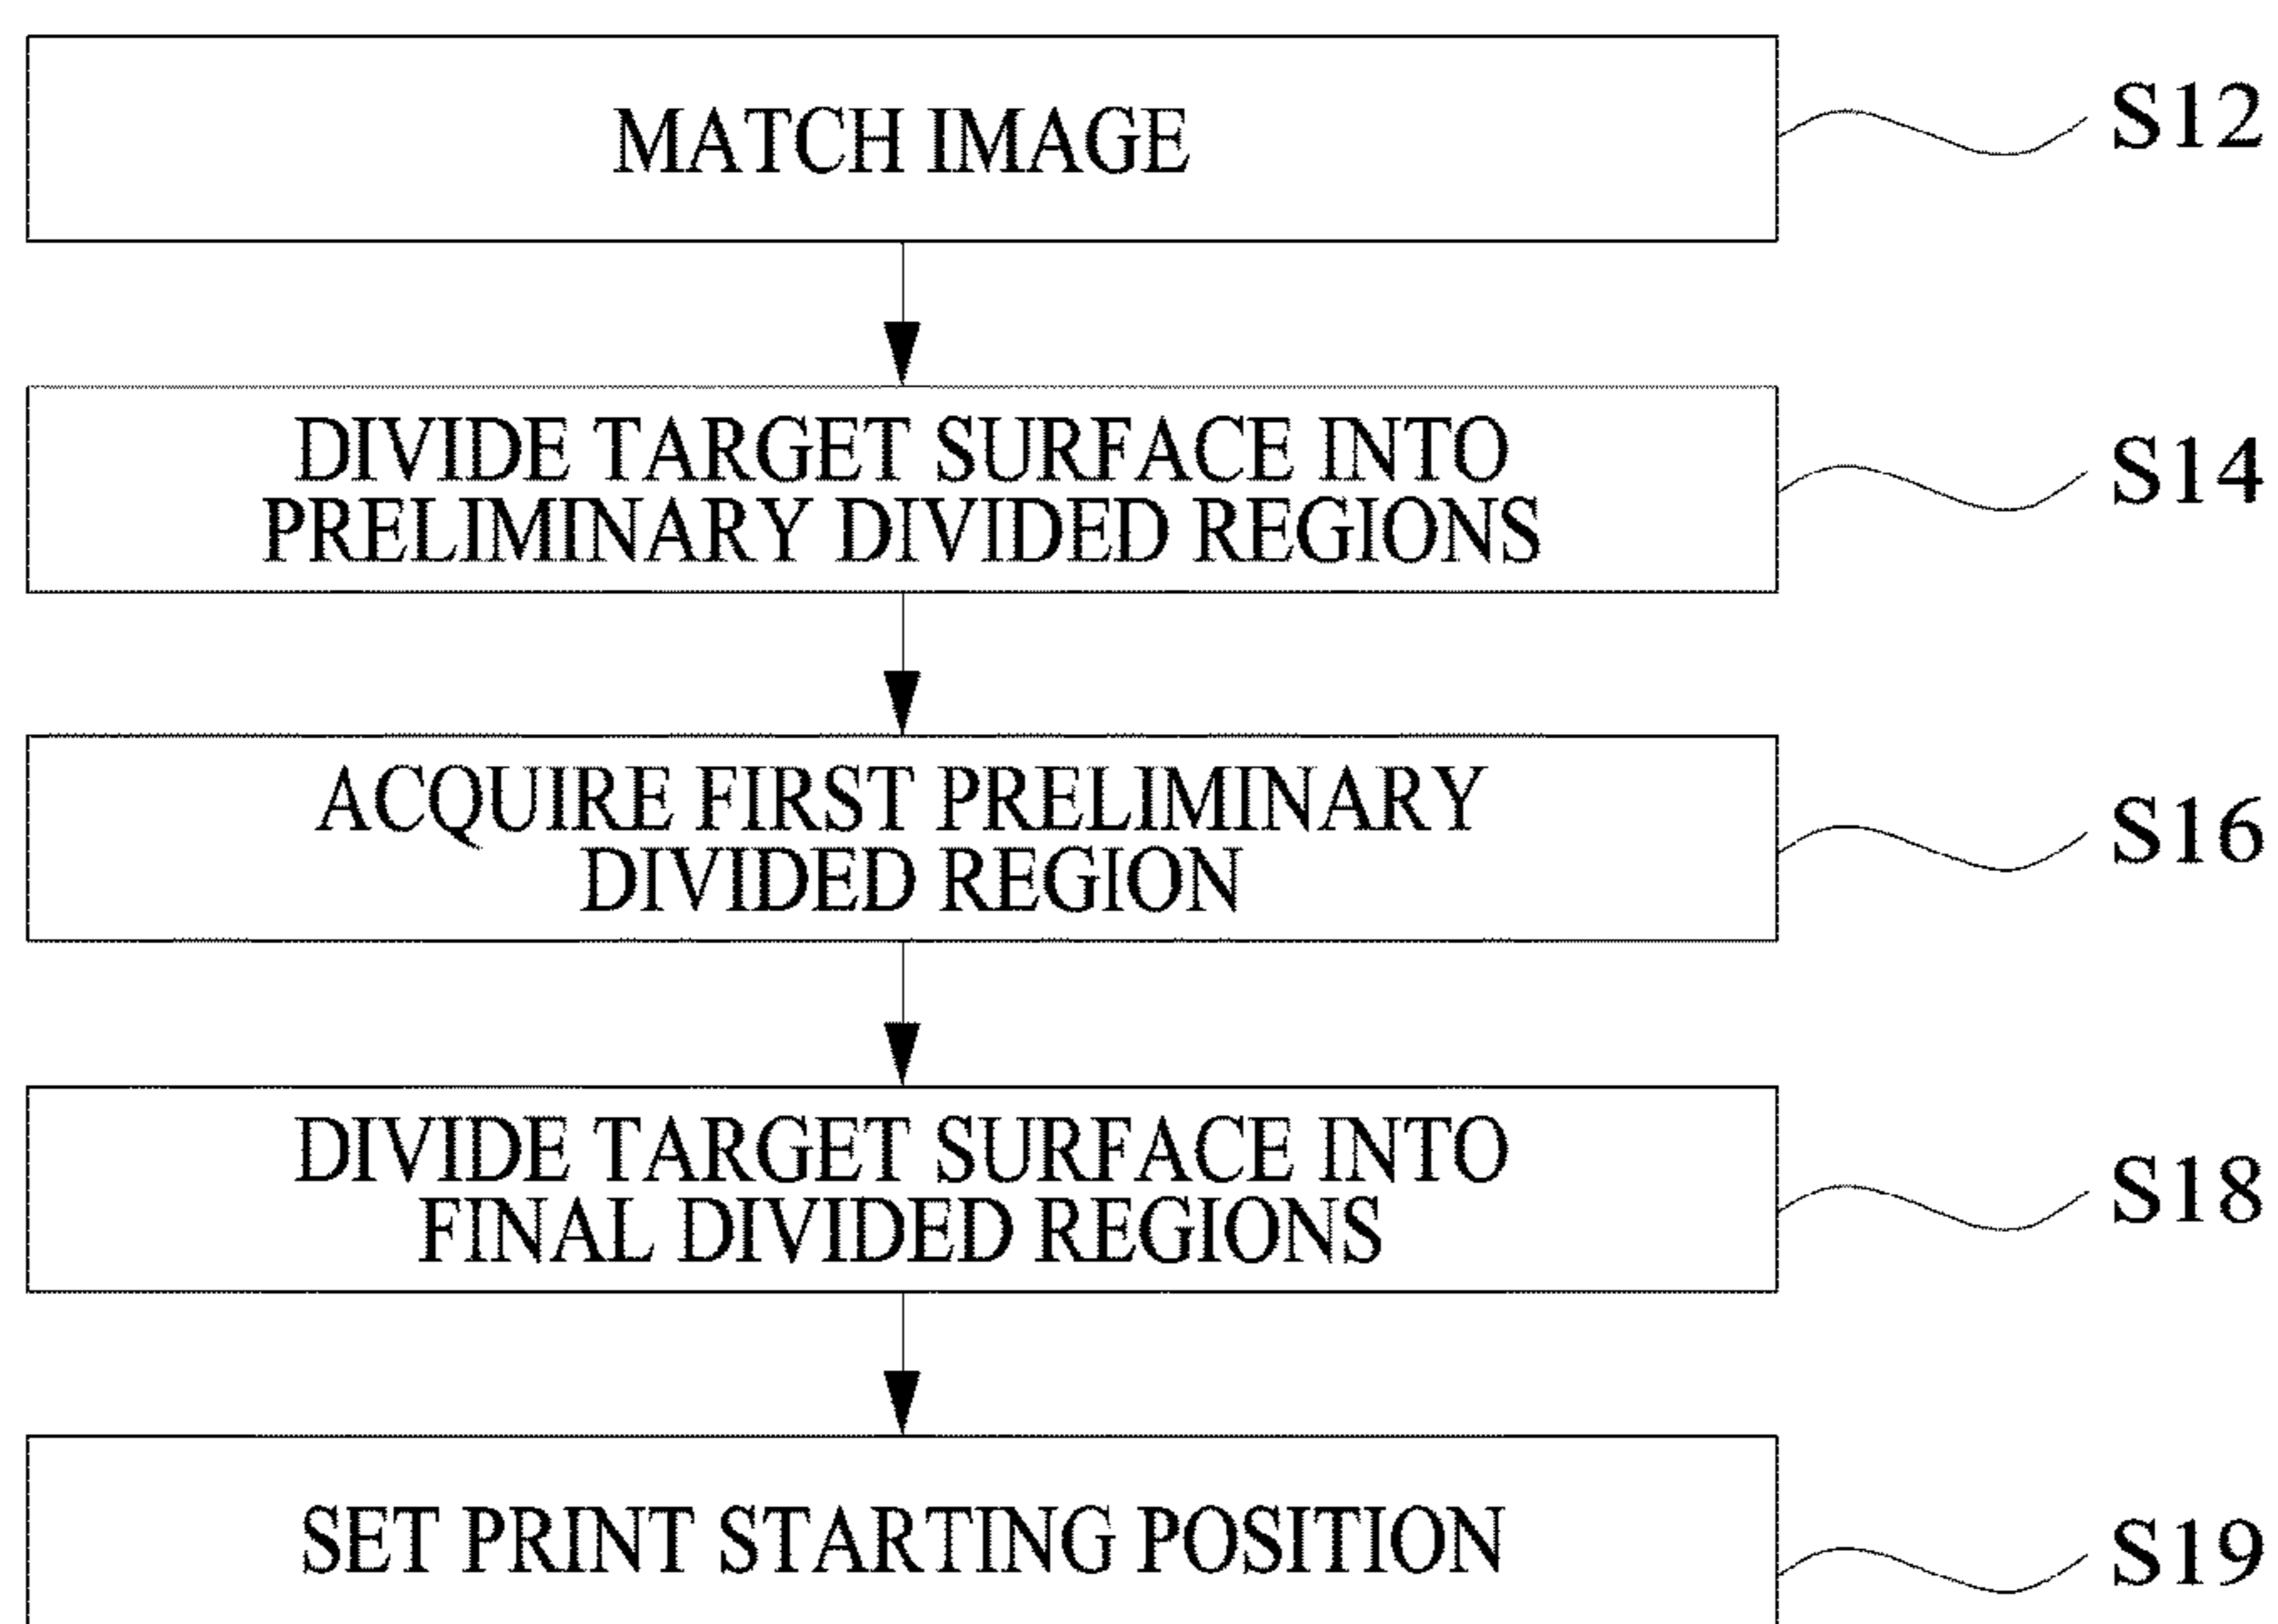 MATCH IMAGE
S12
DIVIDE TARGET SURFACE INTO
PRELIMINARY DIVIDED REGIONS
S14
ACQUIRE FIRST PRELIMINARY
DIVIDED REGION
S16
DIVIDE TARGET SURFACE INTO
FINAL DIVIDED REGIONS
S18
SET PRINT STARTING POSITION
S19